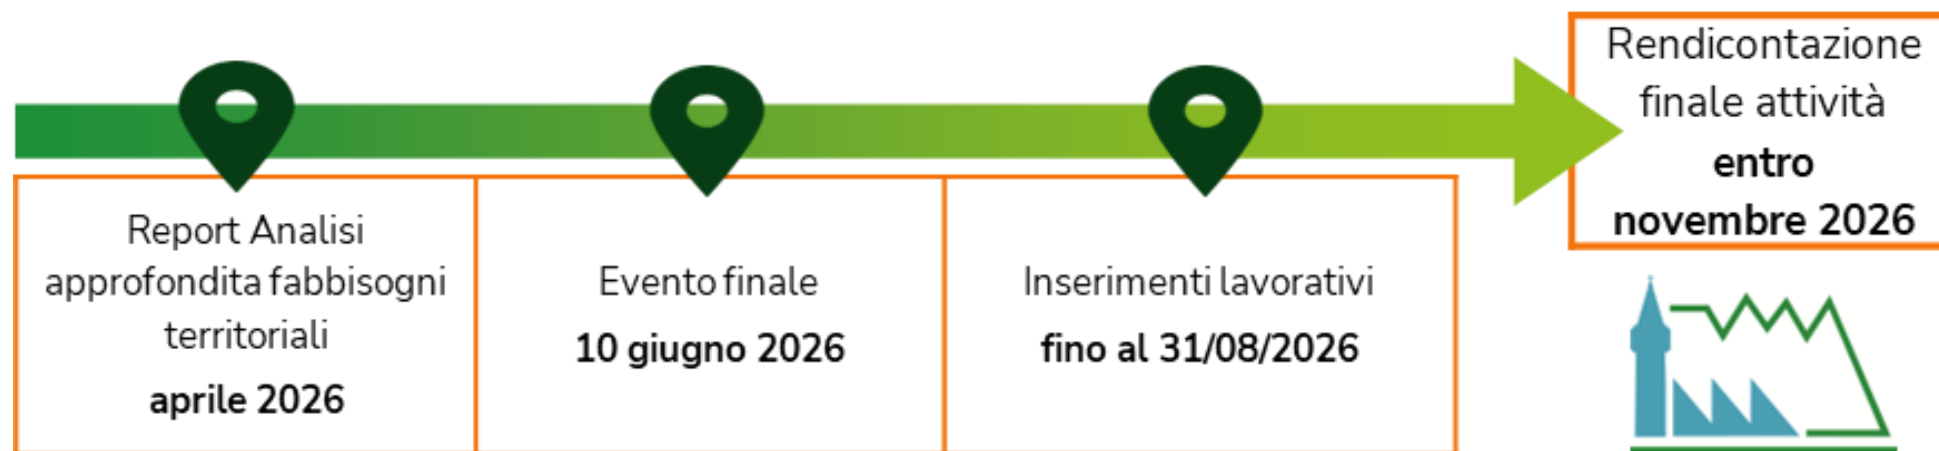 Report Analisi
approfondita fabbisogni
territoriali
aprile 2026
Evento finale
10 giugno 2026
Inserimenti lavorativi
fino al 31/08/2026
Rendicontazione
finale attività
entro
novembre 2026